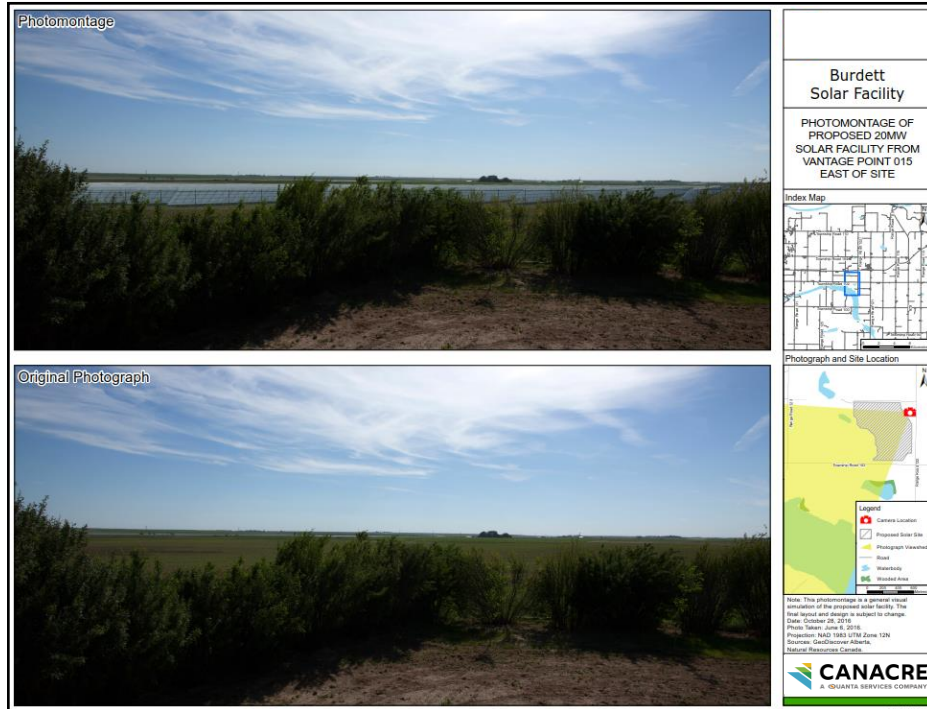 Photomontage
Original Photograph
Burdett
Solar Facility
PHOTOMONTAGE OF
PROPOSED 20MW
SOLAR FACILITY FROM
VANTAGE POINT 015
EAST OF SITE
Index Map
Photograph and Site Location
N
Legend
Camera Location
Proposed Solar Site
Photograph Viewshed
Road
Waterbody
Wooded Area
Note: This photomontage is a general visual
simulation of the proposed solar facility. The
final layout and design is subject to change.
Date: October 28, 2016
Photo Taken: June 6, 2016.
Projection: NAD 1983 UTM Zone 12N
Sources: GeoDiscover Alberta,
Natural Resources Canada.
CANACRE
A QUANTA SERVICES COMPANY